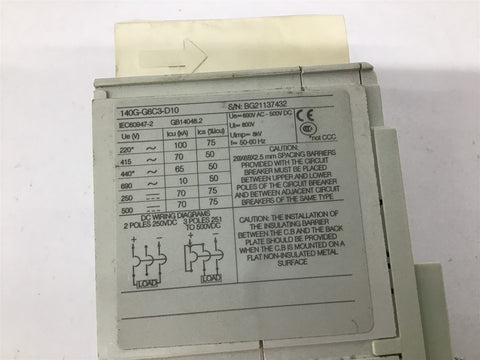 140G-G6C3-D10
S/N: BG21137432
IEC60947-2 GB14048.2
Ue (V) Icu (kA) Ics (%Icu)
220* ~ 100 75
415 ~ 70 50
440* ~ 65 50
690 ~ 10 50
250 70 75
500 70 75
Ue=690V AC - 500V DC
Ui= 800V
Uimp= 8kV
f= 50-60 Hz
CCC
*not CCC
CAUTION:
SPACING BARRIERS
PROVIDED WITH THE CIRCUIT
BREAKER MUST BE PLACED
BETWEEN UPPER AND LOWER
POLES OF THE CIRCUIT BREAKER
AND BETWEEN ADJACENT CIRCUIT
BREAKERS OF THE SAME TYPE
DC WIRING DIAGRAMS
2 POLES 250VDC 3 POLES 251
TO 500VDC
LOAD LOAD
CAUTION: THE INSTALLATION OF
THE INSULATING BARRIER
BETWEEN THE C.B AND THE BACK
PLATE SHOULD BE PROVIDED
WHEN THE C.B IS MOUNTED ON A
FLAT NON-INSULATED METAL
SURFACE